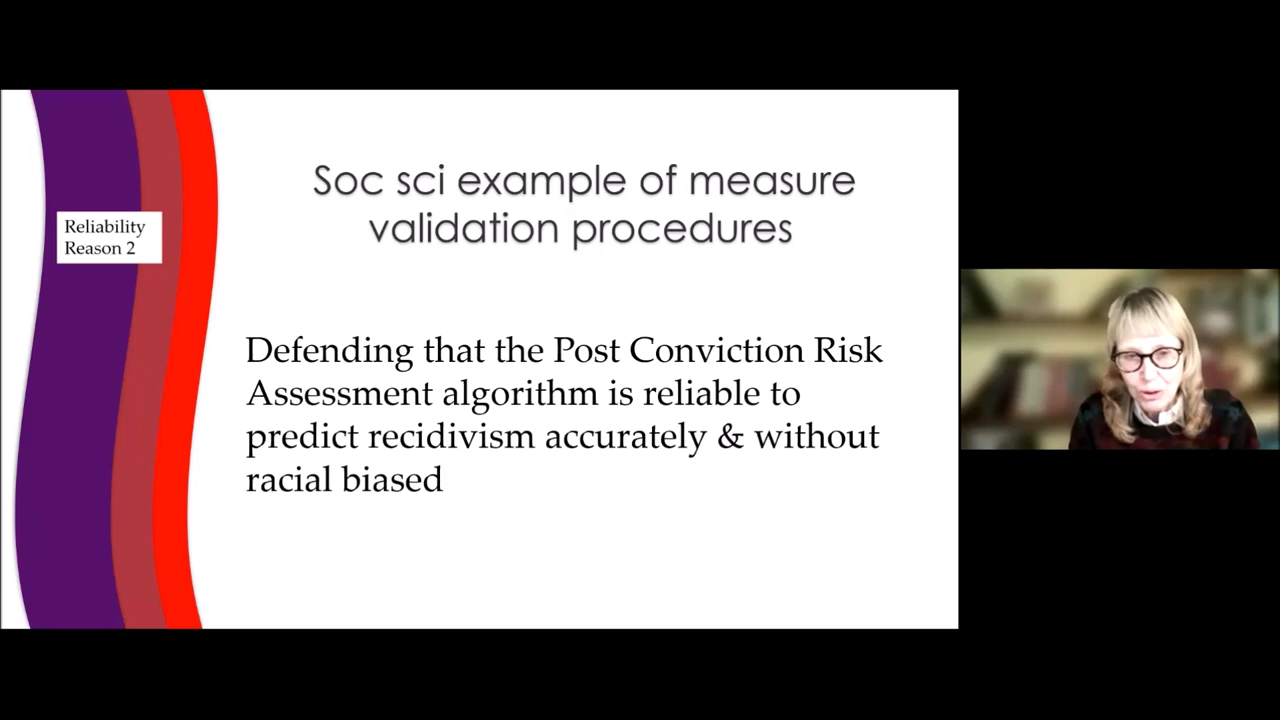 Soc sci example of measure
validation procedures
Reliability
Reason 2
Defending that the Post Conviction Risk
Assessment algorithm is reliable to
predict recidivism accurately & without
racial biased